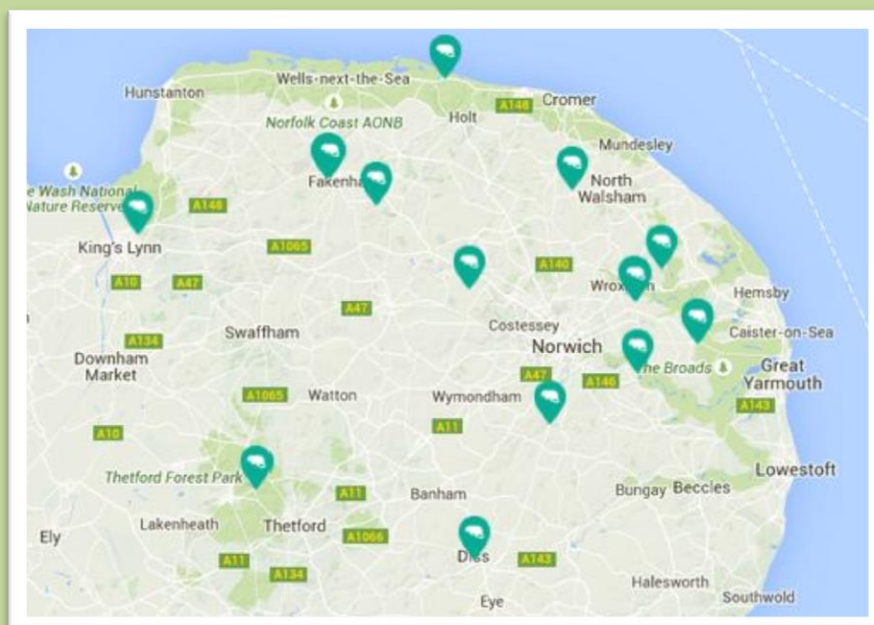 Wells-next-the-Sea
Hunstanton
Cromer
A148
Norfolk Coast AONB
Holt
Mundesley
North
Walsham
Wash National
Nature Reserve
A148
King's Lynn
A1065
A140
A10
A47
Hemsby
A47
Costessey
Caister-on-Sea
Swaffham
A134
Norwich
Downham
Market
The Broads
Great
Yarmouth
A47
A146
A1065
Watton
Wymondham
A143
A11
A10
Lowestoft
Thetford Forest Park
Bungay
Beccles
A11
Banham
Lakenheath
Thetford
Ely
A1066
Diss
A143
A11
A134
Halesworth
Eye
Southwold